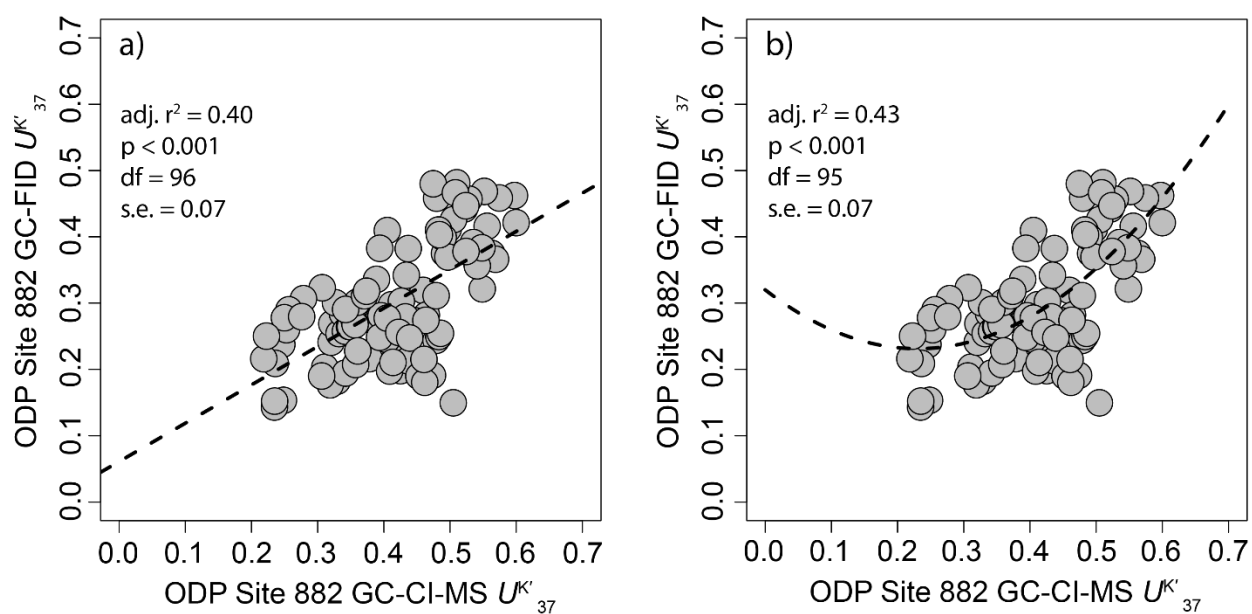 a)
adj. r² = 0.40
p < 0.001
df = 96
s.e. = 0.07
ODP Site 882 GC-FID U^K'_37
0.0 0.1 0.2 0.3 0.4 0.5 0.6 0.7
0.0 0.1 0.2 0.3 0.4 0.5 0.6 0.7
ODP Site 882 GC-CI-MS U^K'_37
b)
adj. r² = 0.43
p < 0.001
df = 95
s.e. = 0.07
ODP Site 882 GC-FID U^K'_37
0.0 0.1 0.2 0.3 0.4 0.5 0.6 0.7
0.0 0.1 0.2 0.3 0.4 0.5 0.6 0.7
ODP Site 882 GC-CI-MS U^K'_37